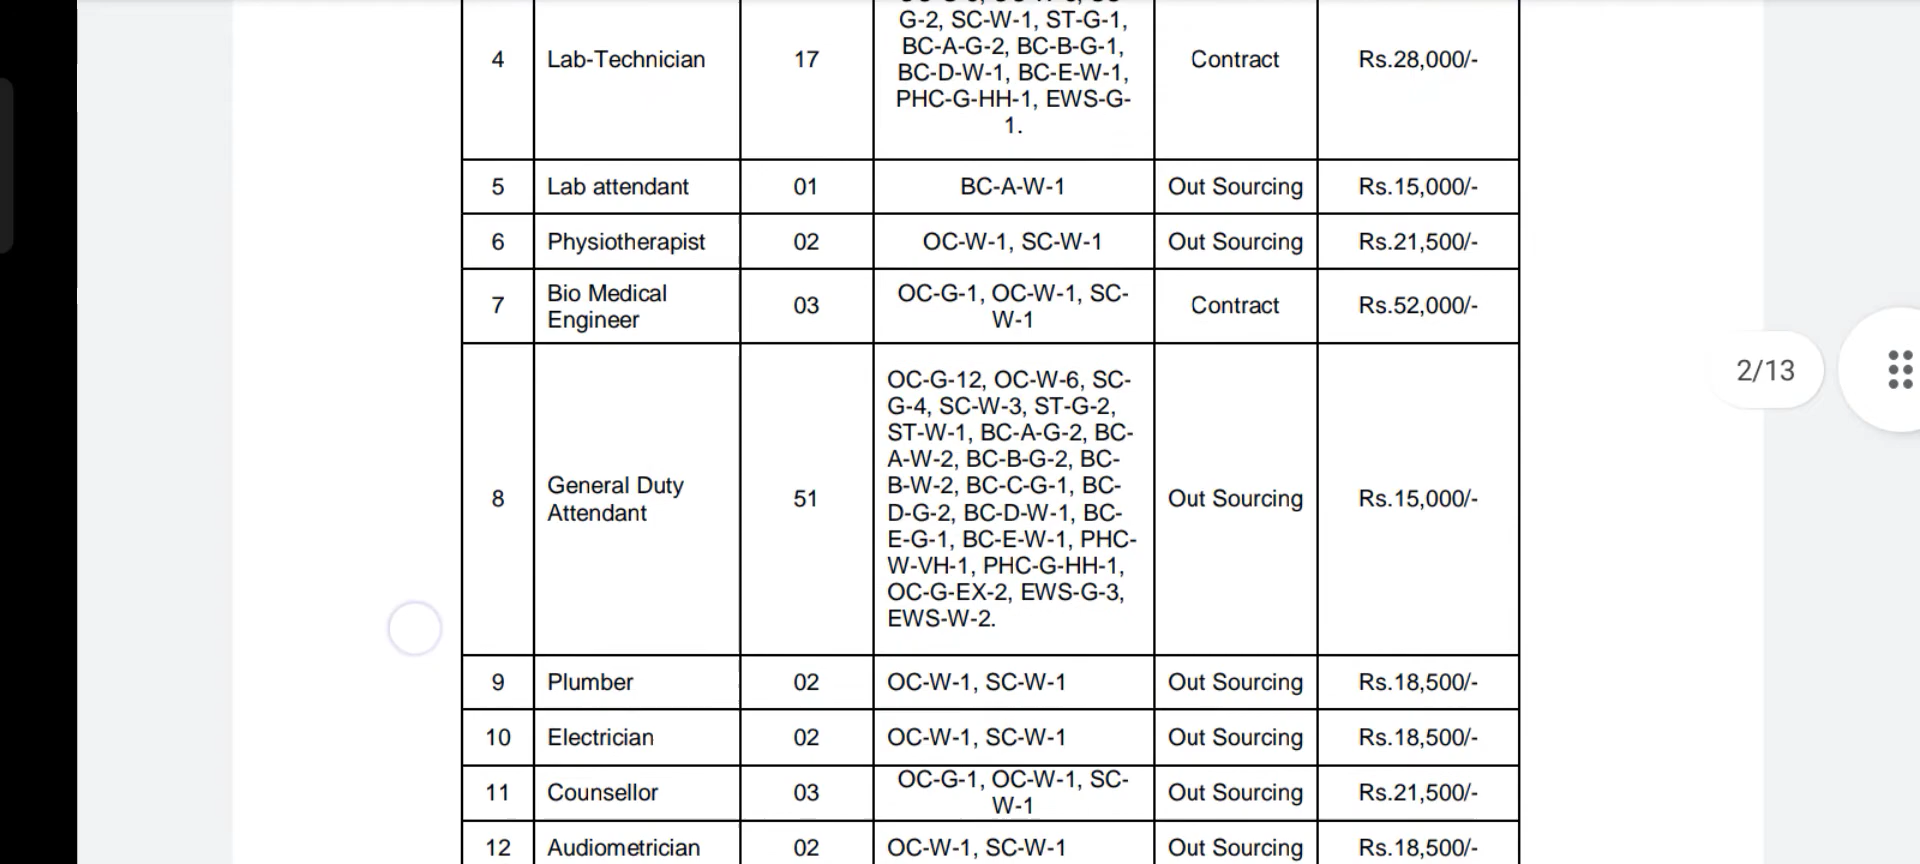 4 Lab-Technician 17 G-2, SC-W-1, ST-G-1, BC-A-G-2, BC-B-G-1, BC-D-W-1, BC-E-W-1, PHC-G-HH-1, EWS-G-1. Contract Rs.28,000/-
5 Lab attendant 01 BC-A-W-1 Out Sourcing Rs.15,000/-
6 Physiotherapist 02 OC-W-1, SC-W-1 Out Sourcing Rs.21,500/-
7 Bio Medical Engineer 03 OC-G-1, OC-W-1, SC-W-1 Contract Rs.52,000/-
2/13
8 General Duty Attendant 51 OC-G-12, OC-W-6, SC-G-4, SC-W-3, ST-G-2, ST-W-1, BC-A-G-2, BC-A-W-2, BC-B-G-2, BC-B-W-2, BC-C-G-1, BC-D-G-2, BC-D-W-1, BC-E-G-1, BC-E-W-1, PHC-W-VH-1, PHC-G-HH-1, OC-G-EX-2, EWS-G-3, EWS-W-2. Out Sourcing Rs.15,000/-
9 Plumber 02 OC-W-1, SC-W-1 Out Sourcing Rs.18,500/-
10 Electrician 02 OC-W-1, SC-W-1 Out Sourcing Rs.18,500/-
11 Counsellor 03 OC-G-1, OC-W-1, SC-W-1 Out Sourcing Rs.21,500/-
12 Audiometrician 02 OC-W-1, SC-W-1 Out Sourcing Rs.18,500/-